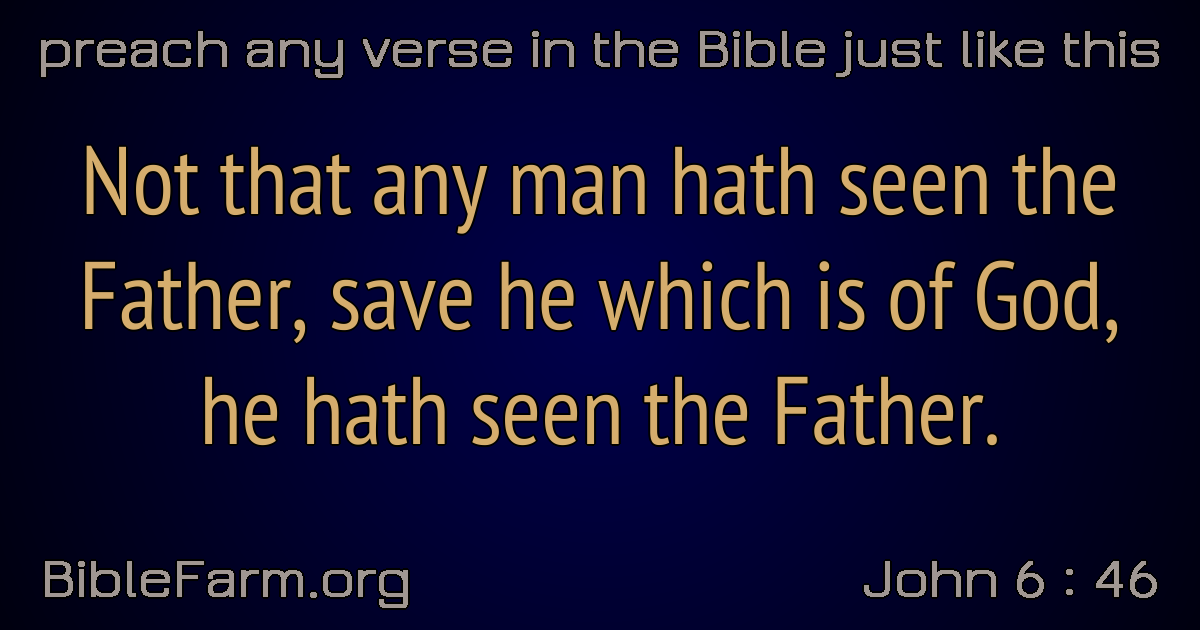 preach any verse in the Bible just like this
Not that any man hath seen the
Father, save he which is of God,
he hath seen the Father.
BibleFarm.org
John 6 : 46